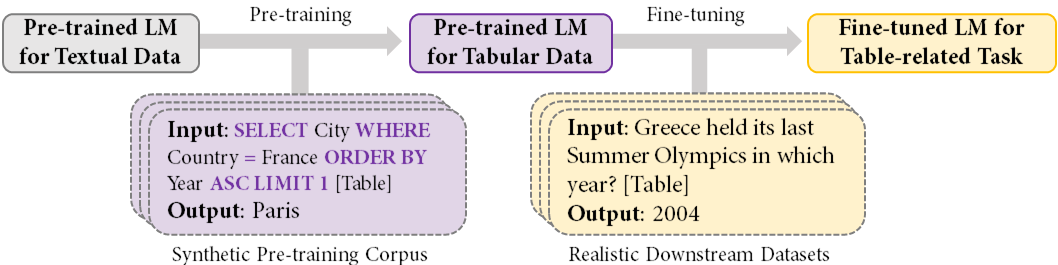 Pre-trained LM
for Textual Data
Pre-training
Pre-trained LM
for Tabular Data
Fine-tuning
Fine-tuned LM for
Table-related Task
Input: SELECT City WHERE
Country = France ORDER BY
Year ASC LIMIT 1 [Table]
Output: Paris
Synthetic Pre-training Corpus
Input: Greece held its last
Summer Olympics in which
year? [Table]
Output: 2004
Realistic Downstream Datasets